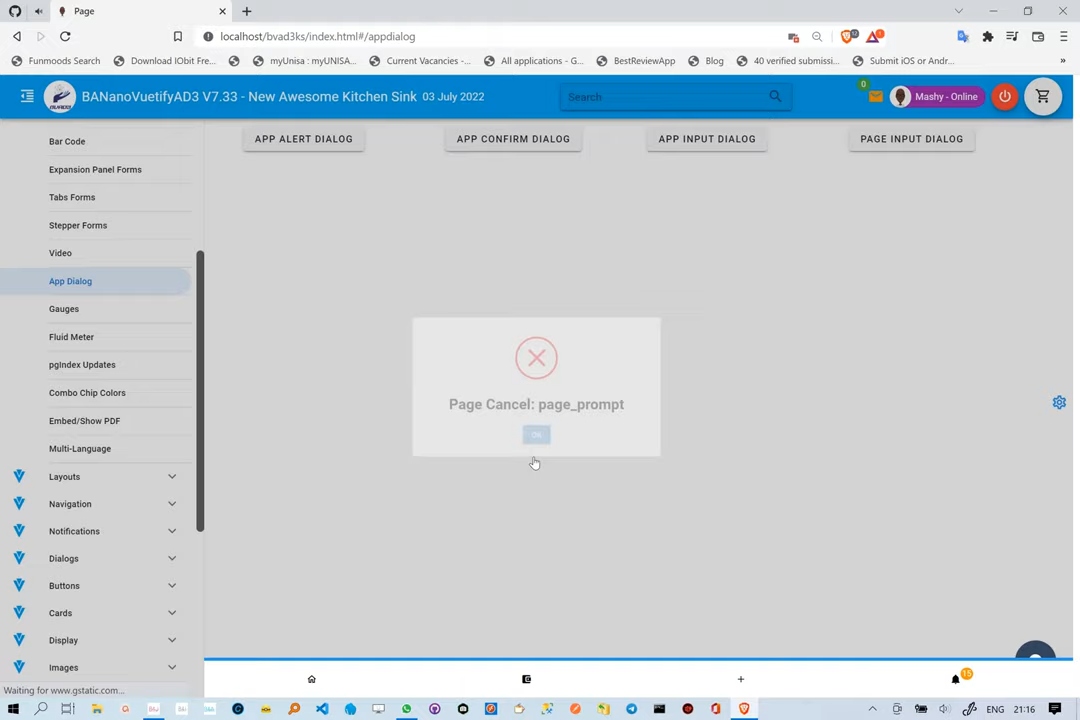 Page
localhost/bvad3ks/index.html#/appdialog
Funmoods Search
Download IObit Fre...
myUnisa : myUNISA...
Current Vacancies -...
All applications - G...
BestReviewApp
Blog
40 verified submissi...
Submit iOS or Andr...
»
BANanoVuetifyAD3 V7.33 - New Awesome Kitchen Sink 03 July 2022
Search
0
Mashy - Online
Bar Code
Expansion Panel Forms
Tabs Forms
Stepper Forms
Video
App Dialog
Gauges
Fluid Meter
pgIndex Updates
Combo Chip Colors
Embed/Show PDF
Multi-Language
Layouts
Navigation
Notifications
Dialogs
Buttons
Cards
Display
Images
APP ALERT DIALOG
APP CONFIRM DIALOG
APP INPUT DIALOG
PAGE INPUT DIALOG
Page Cancel: page_prompt
OK
15
Waiting for www.gstatic.com...
ENG
21:16